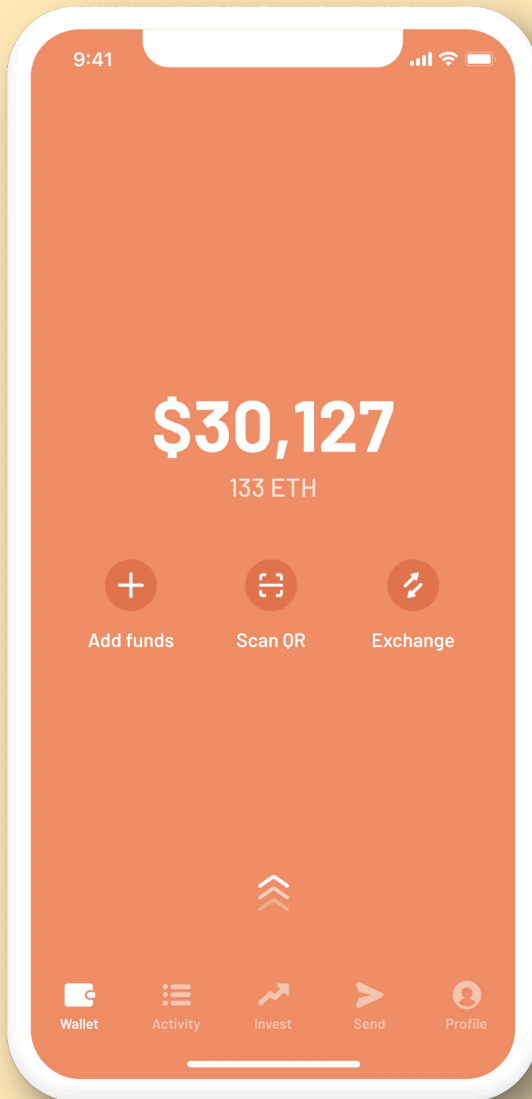 9:41
$30,127
133 ETH
Add funds Scan QR Exchange
Wallet Activity Invest Send Profile